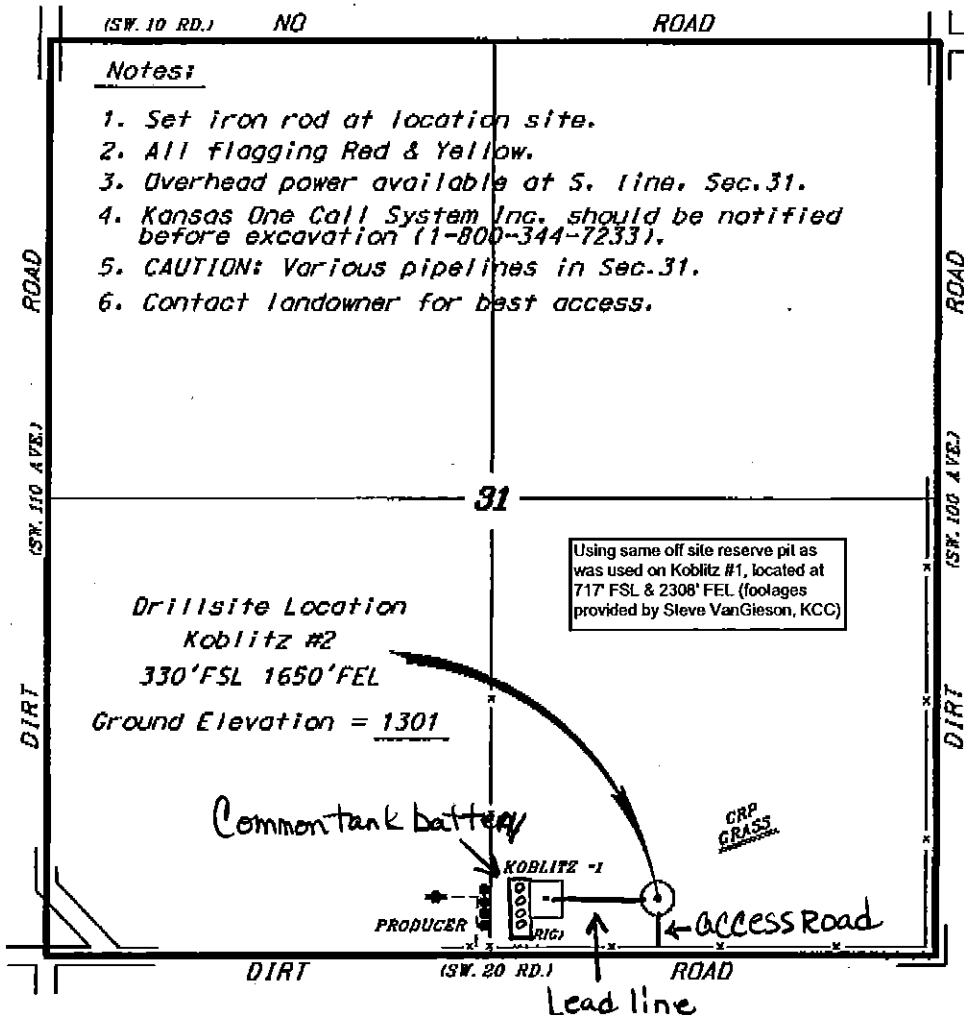 (SW. 10 RD.) NO ROAD
Notes:
1. Set iron rod at location site.
2. All flagging Red & Yellow.
3. Overhead power available at S. line. Sec.31.
4. Kansas One Call System Inc. should be notified
before excavation (1-800-344-7233).
5. CAUTION: Various pipelines in Sec.31.
6. Contact landowner for best access.
ROAD
ROAD
(SW. 110 AVE.)
(SW. 100 AVE.)
31
Using same off site reserve pit as
was used on Koblitz #1, located at
717' FSL & 2308' FEL (footages
provided by Steve VanGieson, KCC)
Drillsite Location
Koblitz #2
330'FSL 1650'FEL
Ground Elevation = 1301
DIRT
DIRT
Common tank battery
CRP
GRASS
KOBLITZ -1
PRODUCER
(RIG)
← access Road
DIRT (SW. 20 RD.) ROAD
Lead line